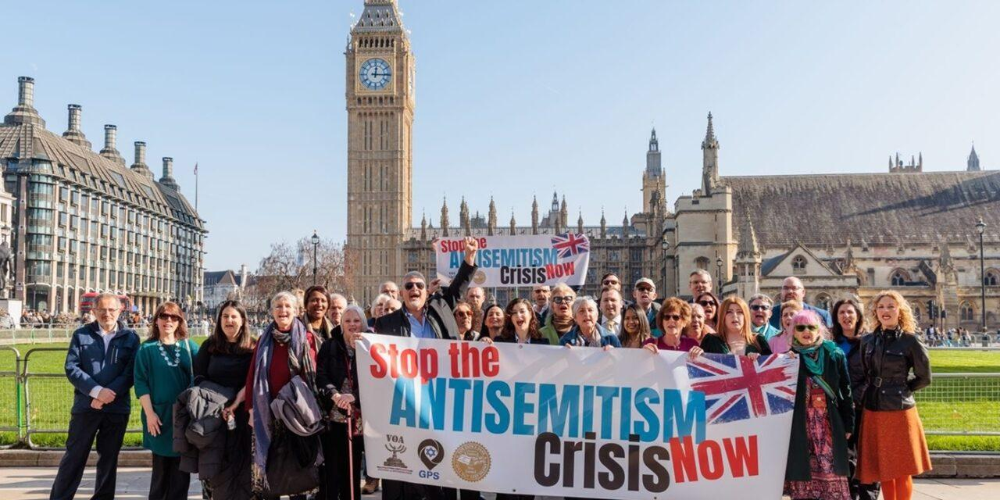 Stop the
ANTISEMITISM
Crisis Now
Stop the
ANTISEMITISM
Crisis Now
VOA
GPS